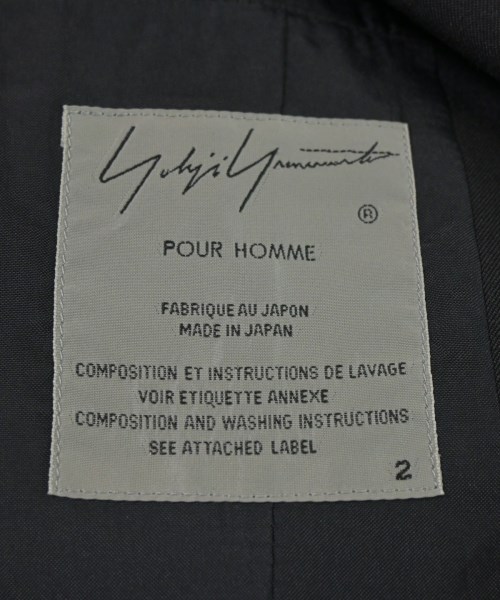 Yohji Yamamoto
®
POUR HOMME
FABRIQUE AU JAPON
MADE IN JAPAN
COMPOSITION ET INSTRUCTIONS DE LAVAGE
VOIR ETIQUETTE ANNEXE
COMPOSITION AND WASHING INSTRUCTIONS
SEE ATTACHED LABEL
2